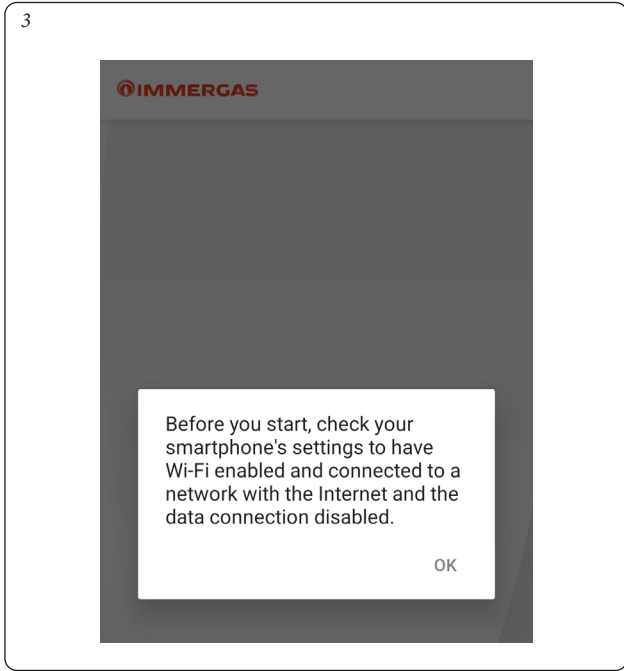 3
IMMERGAS
Before you start, check your
smartphone's settings to have
Wi-Fi enabled and connected to a
network with the Internet and the
data connection disabled.
OK